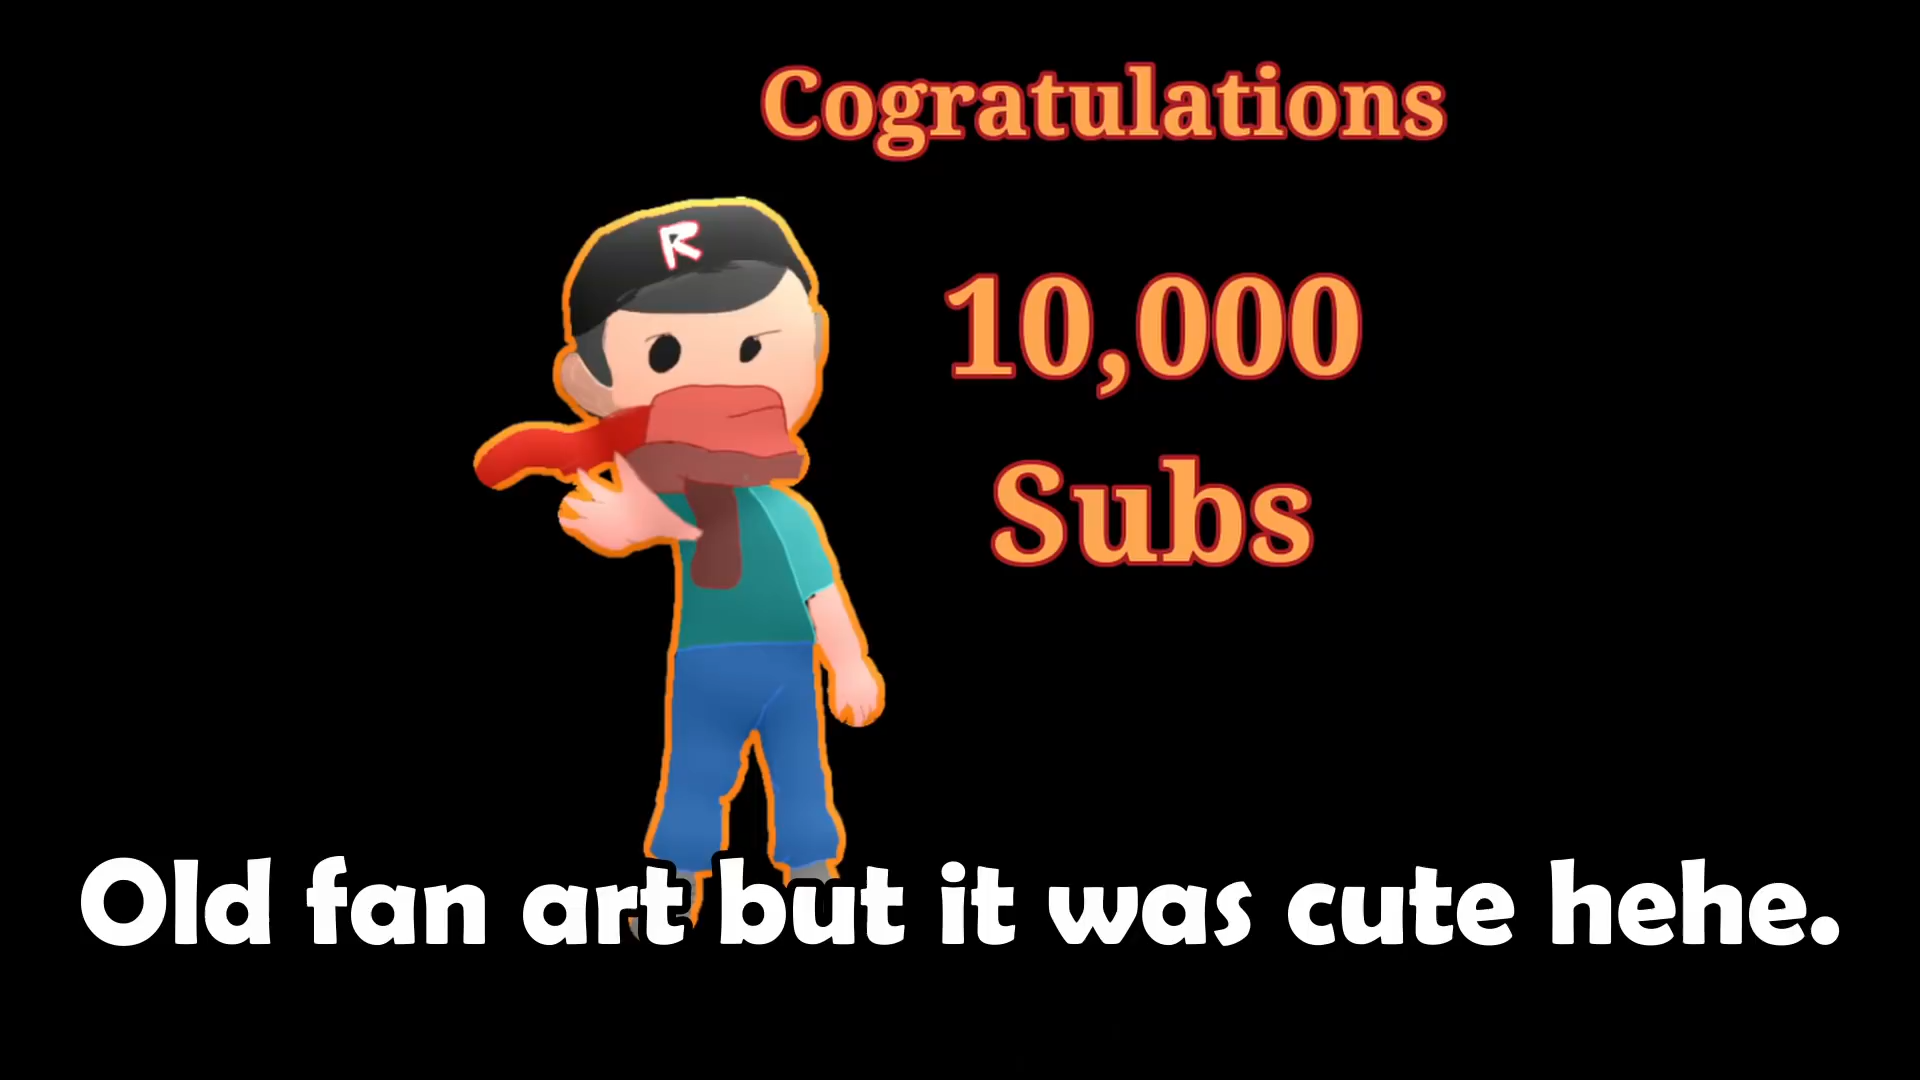 Cogratulations
R
10,000
Subs
Old fan art but it was cute hehe.